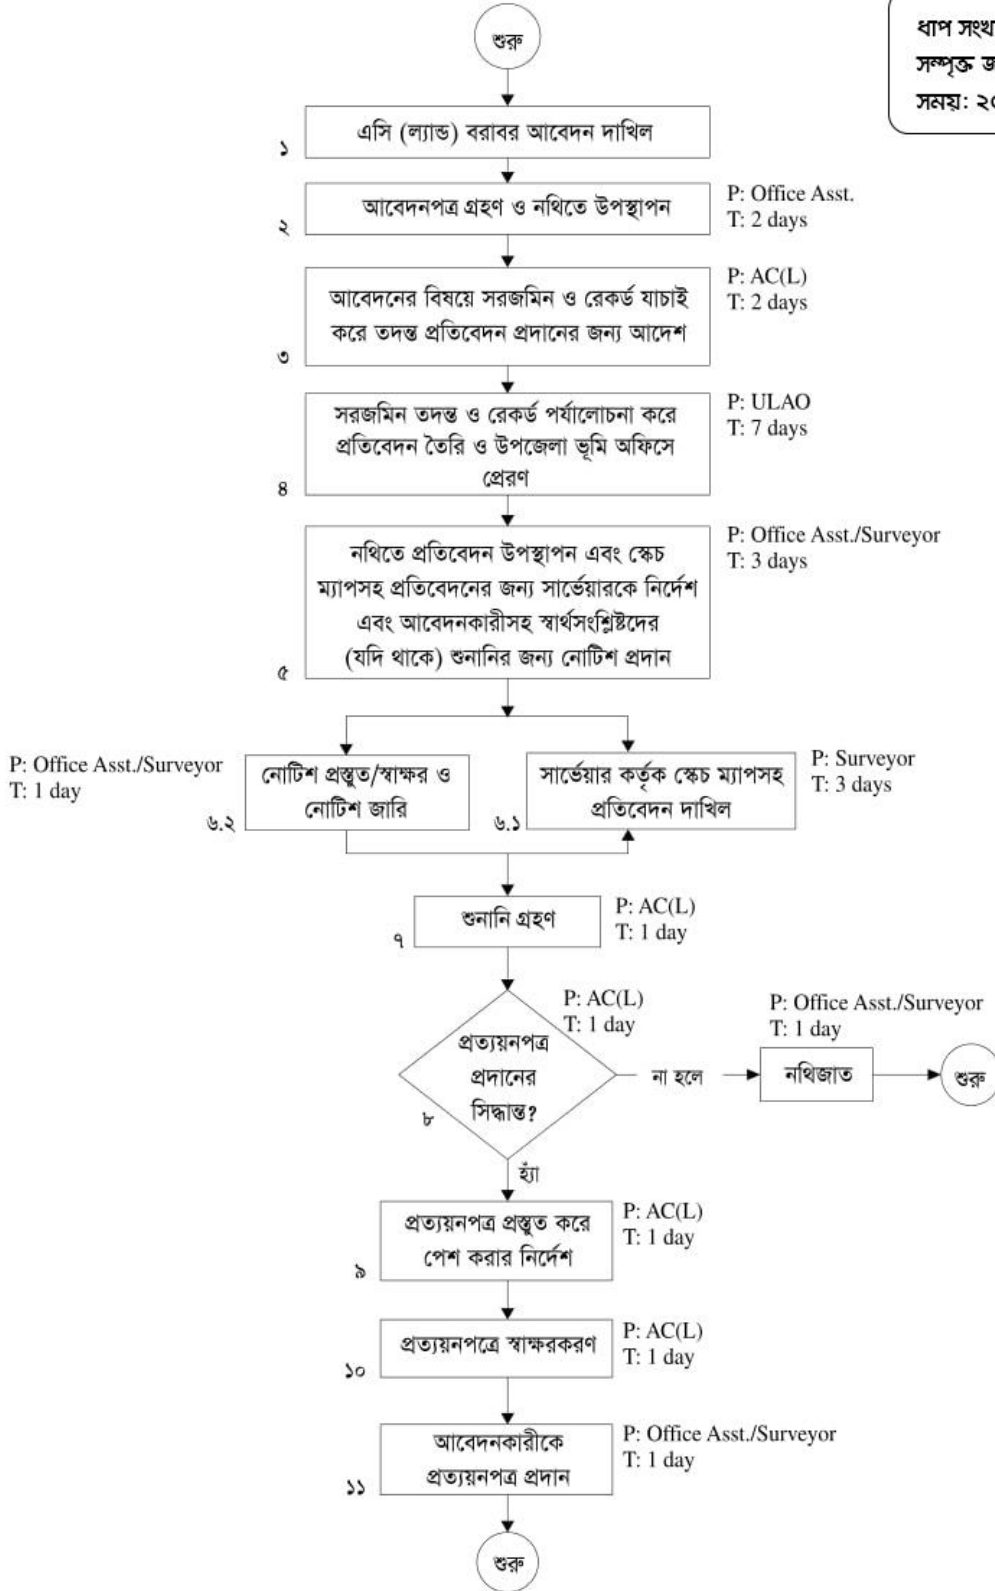 শুরু
ধাপ
সময়:
এসি (ল্যান্ড) বরাবর আবেদন দাখিল
১
আবেদনপত্র গ্রহণ ও নথিতে উপস্থাপন
২
P: Office Asst.
T: 2 days
আবেদনের বিষয়ে সরজমিন ও রেকর্ড যাচাই
করে তদন্ত প্রতিবেদন প্রদানের জন্য আদেশ
৩
P: AC(L)
T: 2 days
সরজমিন তদন্ত ও রেকর্ড পর্যালোচনা করে
প্রতিবেদন তৈরি ও উপজেলা ভূমি অফিসে
প্রেরণ
৪
P: ULAO
T: 7 days
নথিতে প্রতিবেদন উপস্থাপন এবং স্কেচ
ম্যাপসহ প্রতিবেদনের জন্য সার্ভেয়ারকে নির্দেশ
এবং আবেদনকারীসহ স্বার্থসংশ্লিষ্টদের
(যদি থাকে) শুনানির জন্য নোটিশ প্রদান
৫
P: Office Asst./Surveyor
T: 3 days
P: Office Asst./Surveyor
T: 1 day
নোটিশ প্রস্তুত/স্বাক্ষর ও
নোটিশ জারি
৬.২
সার্ভেয়ার কর্তৃক স্কেচ ম্যাপসহ
প্রতিবেদন দাখিল
৬.১
P: Surveyor
T: 3 days
শুনানি গ্রহণ
৭
P: AC(L)
T: 1 day
প্রত্যয়নপত্র
প্রদানের
সিদ্ধান্ত?
৮
P: AC(L)
T: 1 day
না হলে
P: Office Asst./Surveyor
T: 1 day
নথিজাত
শুরু
হ্যাঁ
প্রত্যয়নপত্র প্রস্তুত করে
পেশ করার নির্দেশ
৯
P: AC(L)
T: 1 day
প্রত্যয়নপত্রে স্বাক্ষরকরণ
১০
P: AC(L)
T: 1 day
আবেদনকারীকে
প্রত্যয়নপত্র প্রদান
১১
P: Office Asst./Surveyor
T: 1 day
শুরু